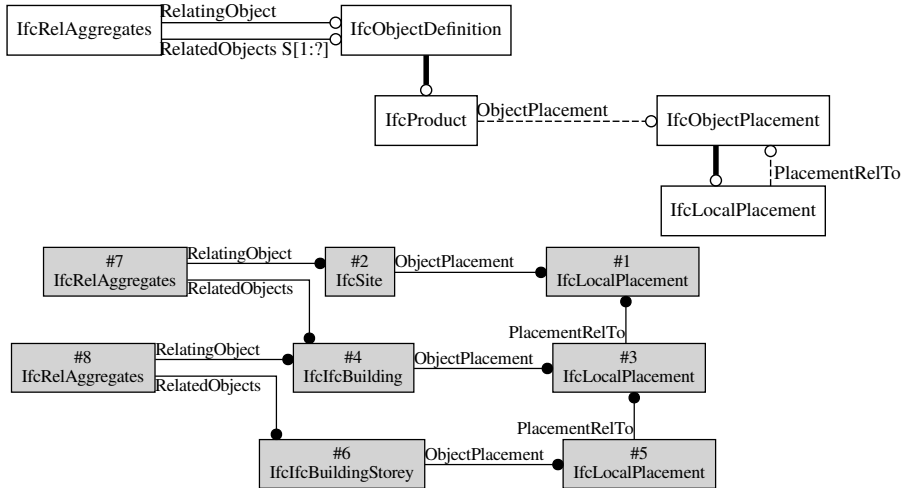 RelatingObject
IfcRelAggregates
IfcObjectDefinition
RelatedObjects S[1:?]
IfcProduct
ObjectPlacement
IfcObjectPlacement
PlacementRelTo
IfcLocalPlacement
#7
IfcRelAggregates
RelatingObject
RelatedObjects
#2
IfcSite
ObjectPlacement
#1
IfcLocalPlacement
PlacementRelTo
#8
IfcRelAggregates
RelatingObject
RelatedObjects
#4
IfcIfcBuilding
ObjectPlacement
#3
IfcLocalPlacement
PlacementRelTo
#6
IfcIfcBuildingStorey
ObjectPlacement
#5
IfcLocalPlacement